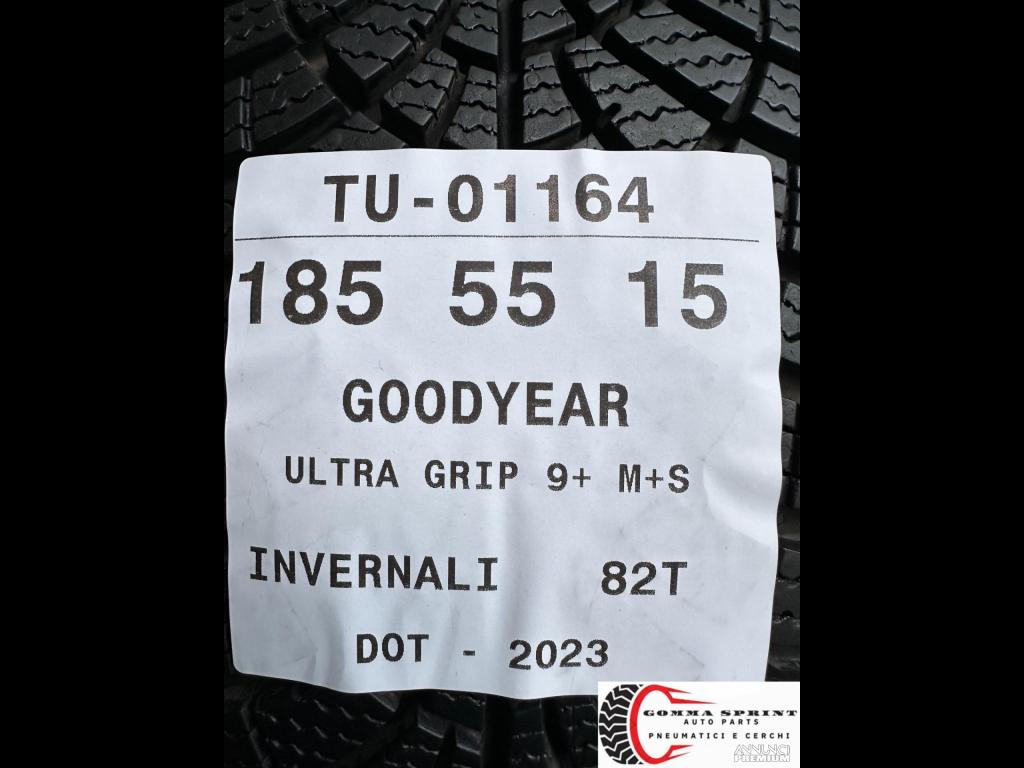 TU-01164
185 55 15
GOODYEAR
ULTRA GRIP 9+ M+S
INVERNALI 82T
DOT - 2023
GOMMA SPRINT
AUTO PARTS
PNEUMATICI E CERCHI
ANNUNCI
PREMIUM